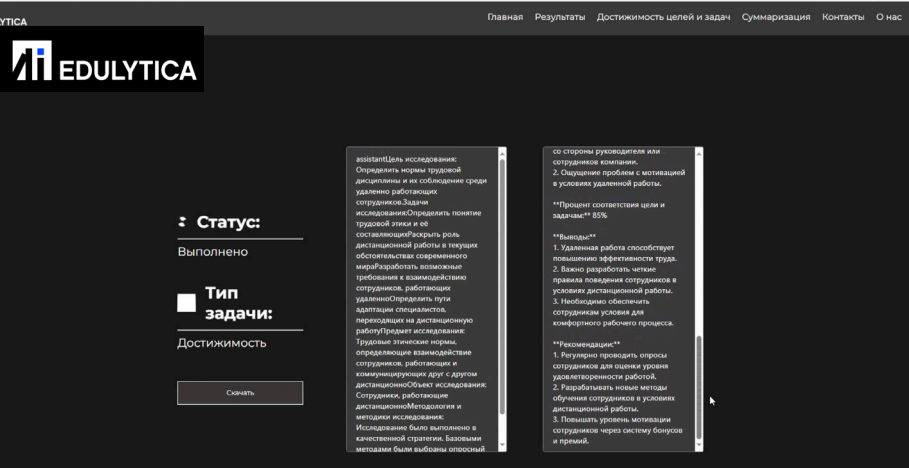 LYTICA
Главная Результаты Достижимость целей и задач Суммаризация Контакты О нас
EDULYTICA
Статус:
Выполнено
Тип
задачи:
Достижимость
Скачать
assistantЦель исследования:
Определить нормы трудовой
дисциплины и их соблюдение среди
удаленно работающих
сотрудников.Задачи
исследования:Определить понятие
трудовой этики и её
составляющихРаскрыть роль
дистанционной работы в текущих
обстоятельствах современного
мираРазработать возможные
требования к взаимодействию
сотрудников, работающих
удаленноОпределить пути
адаптации специалистов,
переходящих на дистанционную
работуПредмет исследования:
Трудовые этические нормы,
определяющие взаимодействие
сотрудников, работающих и
коммуницирующих друг с другом
дистанционноОбъект исследования:
Сотрудники, работающие
дистанционноМетодология и
методики исследования:
Исследование было выполнено в
качественной стратегии. Базовыми
методами были выбраны опросный
со стороны руководителя или
сотрудников компании.
2. Ощущение проблем с мотивацией
в условиях удаленной работы.
**Процент соответствия цели и
задачам:** 85%
**Выводы:**
1. Удаленная работа способствует
повышению эффективности труда.
2. Важно разработать четкие
правила поведения сотрудников в
условиях дистанционной работы.
3. Необходимо обеспечить
сотрудникам условия для
комфортного рабочего процесса.
**Рекомендации:**
1. Регулярно проводить опросы
сотрудников для оценки уровня
удовлетворенности работой.
2. Разрабатывать новые методы
обучения сотрудников в условиях
дистанционной работы.
3. Повышать уровень мотивации
сотрудников через систему бонусов
и премий.